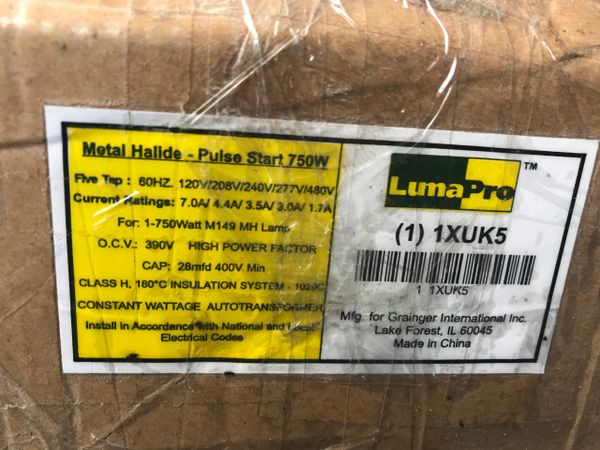 Metal Halide - Pulse Start 750W
Five Tap : 60HZ. 120V/208V/240V/277V/480V
Current Ratings: 7.0A/ 4.4A/ 3.5A/ 3.0A/ 1.7A
For: 1-750Watt M149 MH Lamp
O.C.V.: 390V HIGH POWER FACTOR
CAP: 28mfd 400V Min
CLASS H, 180°C INSULATION SYSTEM - 1029C
CONSTANT WATTAGE AUTOTRANSFORMER
Install in Accordance with National and Local
Electrical Codes
LumaPro TM
(1) 1XUK5
1 1XUK5
Mfg. for Grainger International Inc.
Lake Forest, IL 60045
Made in China